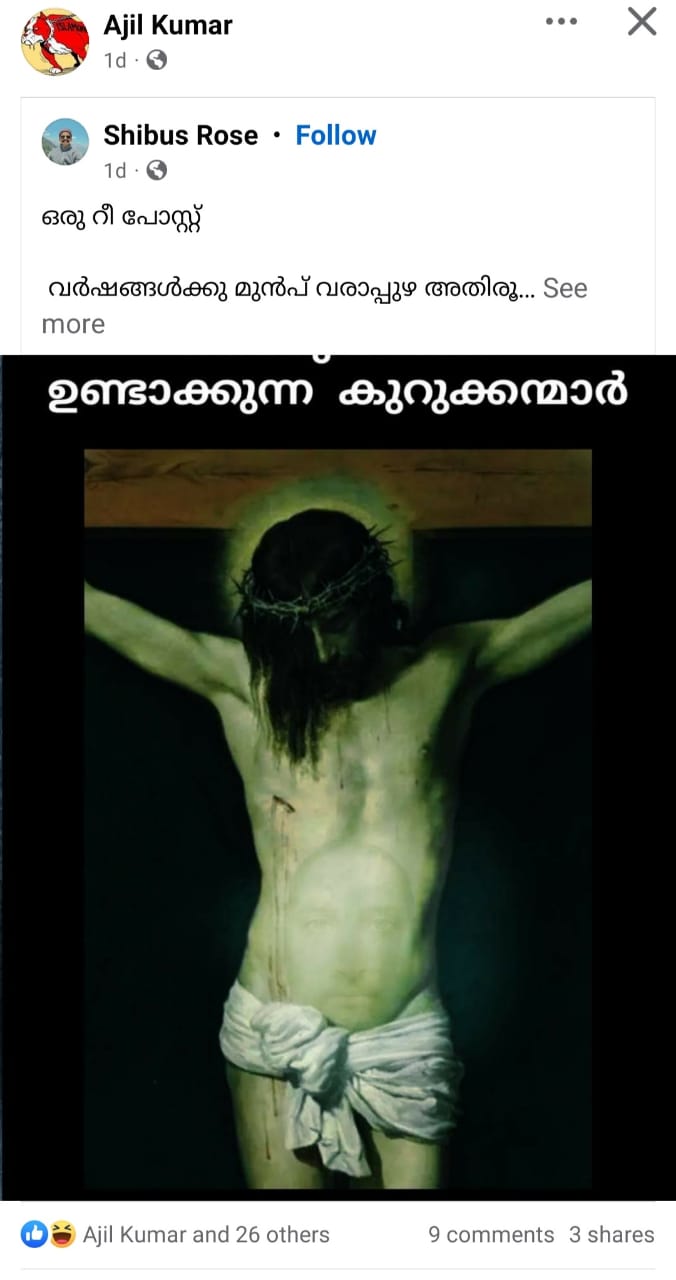 Ajil Kumar
1d ·
Shibus Rose • Follow
1d ·
ഒരു റീ പോസ്റ്റ്
വർഷങ്ങൾക്കു മുൻപ് വരാപ്പുഴ അതിരൂ... See
more
ഉണ്ടാക്കുന്ന കുറുക്കന്മാർ
Ajil Kumar and 26 others 9 comments 3 shares